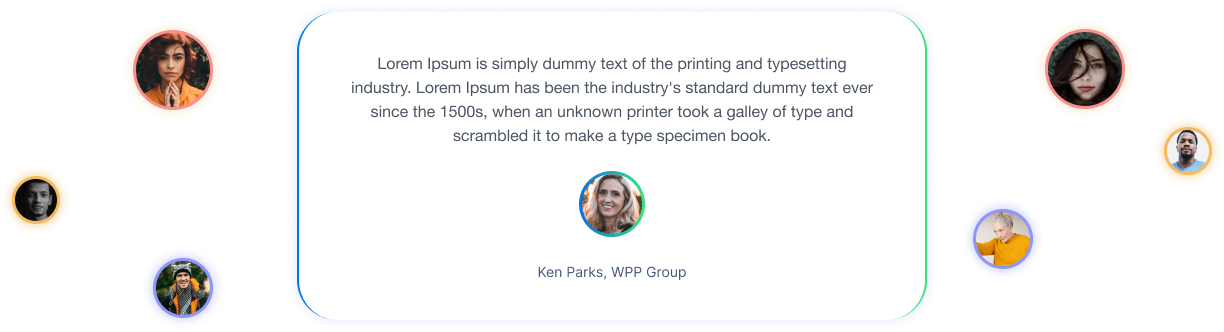 Lorem Ipsum is simply dummy text of the printing and typesetting
industry. Lorem Ipsum has been the industry's standard dummy text ever
since the 1500s, when an unknown printer took a galley of type and
scrambled it to make a type specimen book.
Ken Parks, WPP Group